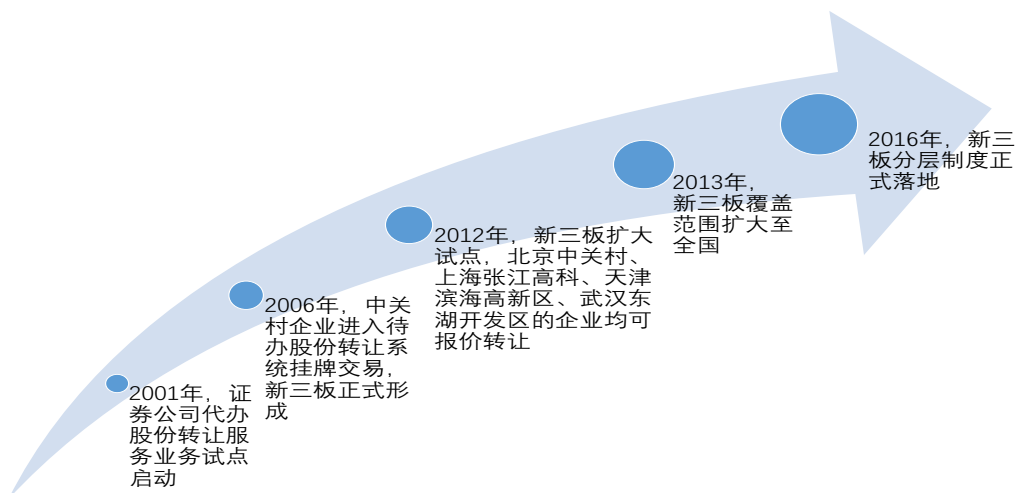 2001年，证
券公司代办
股份转让服
务业务试点
启动
2006年，中关
村企业进入待
办股份转让系
统挂牌交易，
新三板正式形
成
2012年，新三板扩大
试点，北京中关村、
上海张江高科、天津
滨海高新区、武汉东
湖开发区的企业均可
报价转让
2013年，
新三板覆盖
范围扩大至
全国
2016年，新三
板分层制度正
式落地